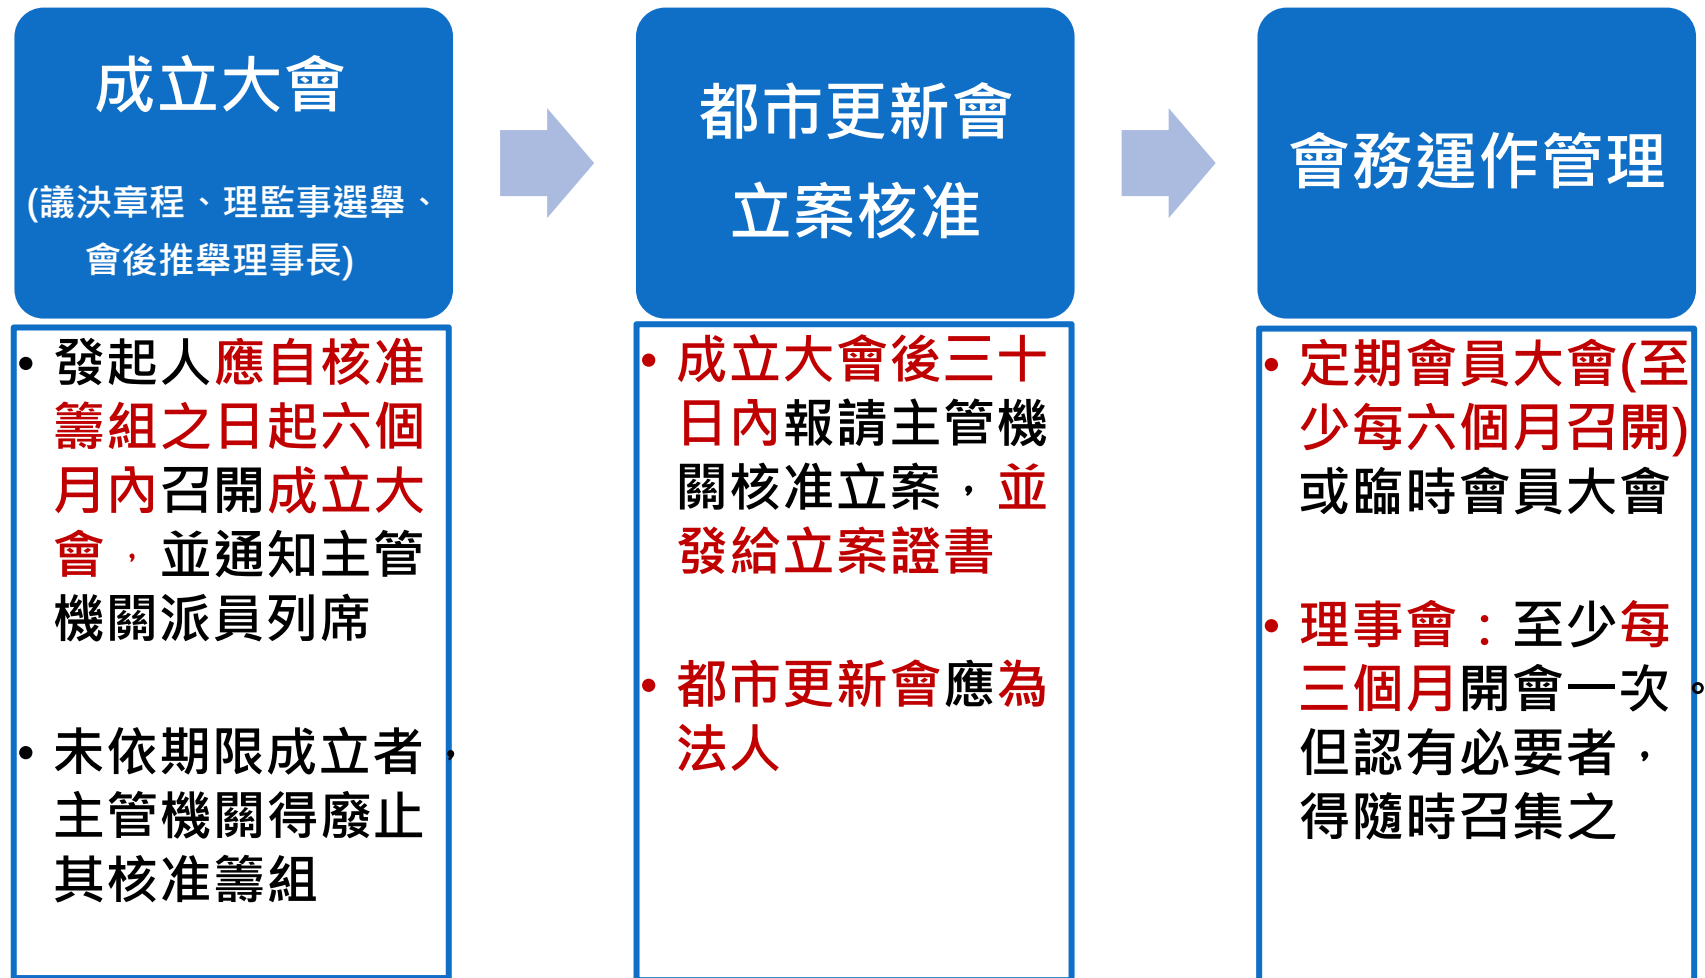 成立大會
(議決章程、理監事選舉、
會後推舉理事長)
都市更新會
立案核准
會務運作管理
• 發起人應自核准
籌組之日起六個
月內召開成立大
會，並通知主管
機關派員列席
• 未依期限成立者，
主管機關得廢止
其核准籌組
• 成立大會後三十
日內報請主管機
關核准立案，並
發給立案證書
• 都市更新會應為
法人
• 定期會員大會(至
少每六個月召開)
或臨時會員大會
• 理事會：至少每
三個月開會一次。
但認有必要者，
得隨時召集之